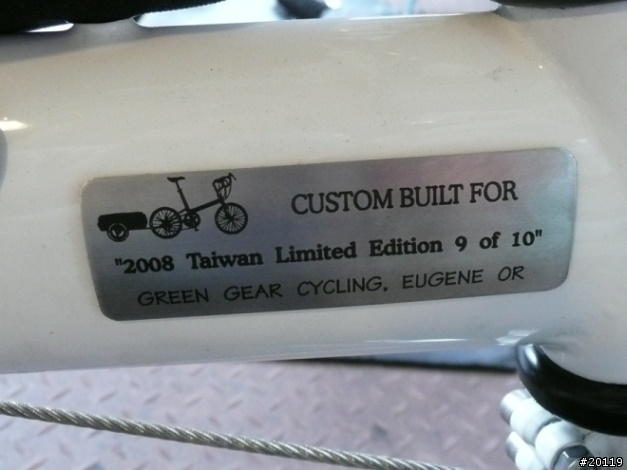 CUSTOM BUILT FOR
"2008 Taiwan Limited Edition 9 of 10"
GREEN GEAR CYCLING, EUGENE OR
#20119